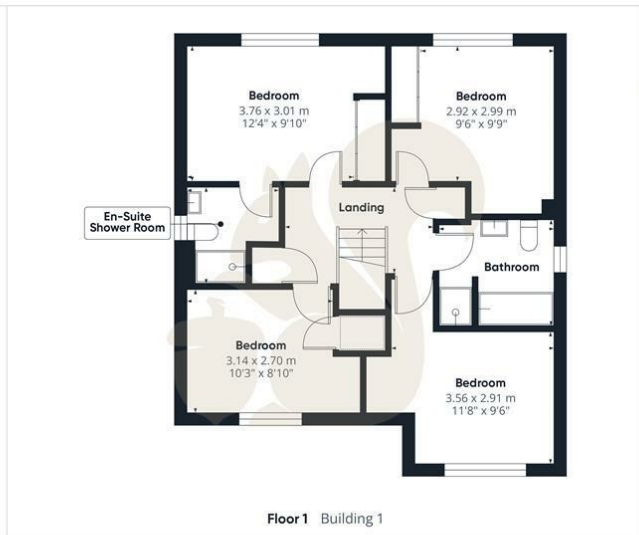 Bedroom
3.76 x 3.01 m
12'4" x 9'10"
Bedroom
2.92 x 2.99 m
9'6" x 9'9"
Landing
En-Suite
Shower Room
Bathroom
Bedroom
3.14 x 2.70 m
10'3" x 8'10"
Bedroom
3.56 x 2.91 m
11'8" x 9'6"
Floor 1 Building 1